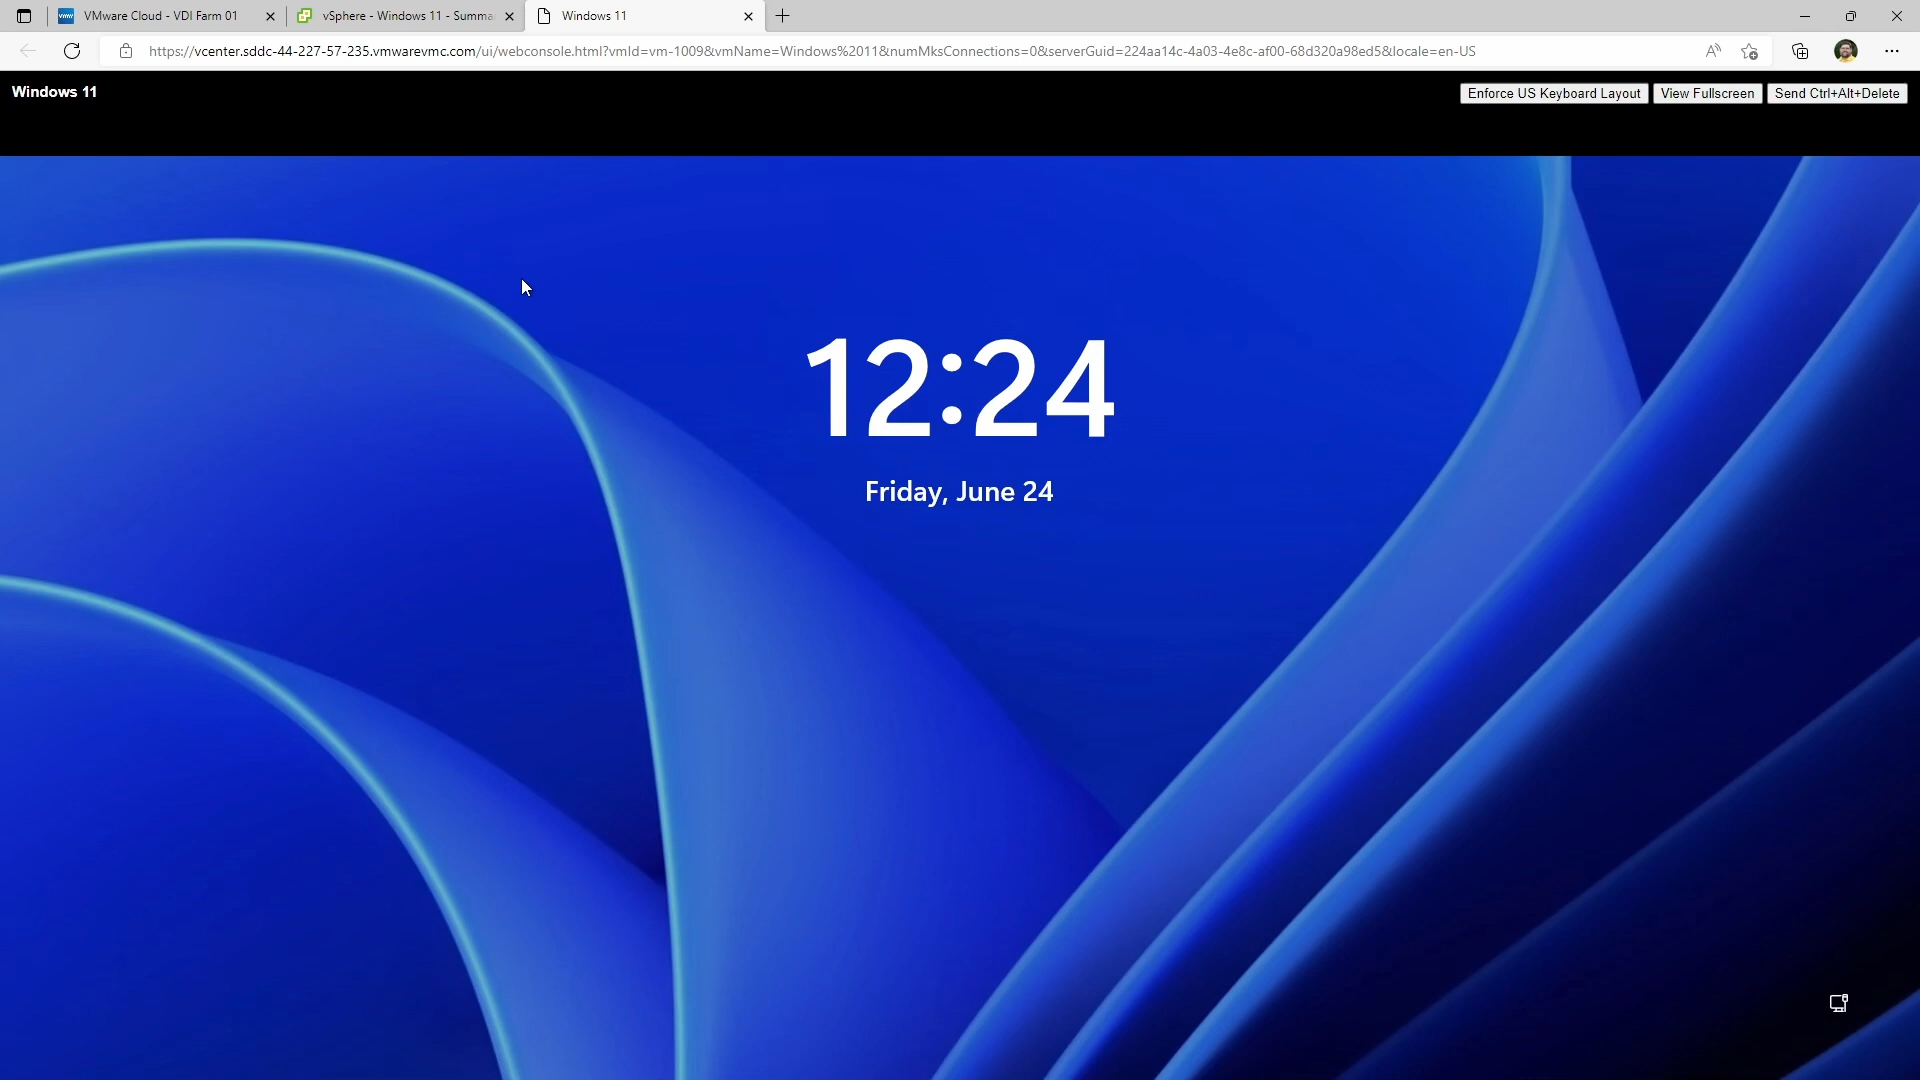 VMware Cloud - VDI Farm 01
vSphere - Windows 11 - Summa
Windows 11
https://vcenter.sddc-44-227-57-235.vmwarevmc.com/ui/webconsole.html?vmId=vm-1009&vmName=Windows%2011&numMksConnections=0&serverGuid=224aa14c-4a03-4e8c-af00-68d320a98ed5&locale=en-US
Windows 11
Enforce US Keyboard Layout
View Fullscreen
Send Ctrl+Alt+Delete
12:24
Friday, June 24